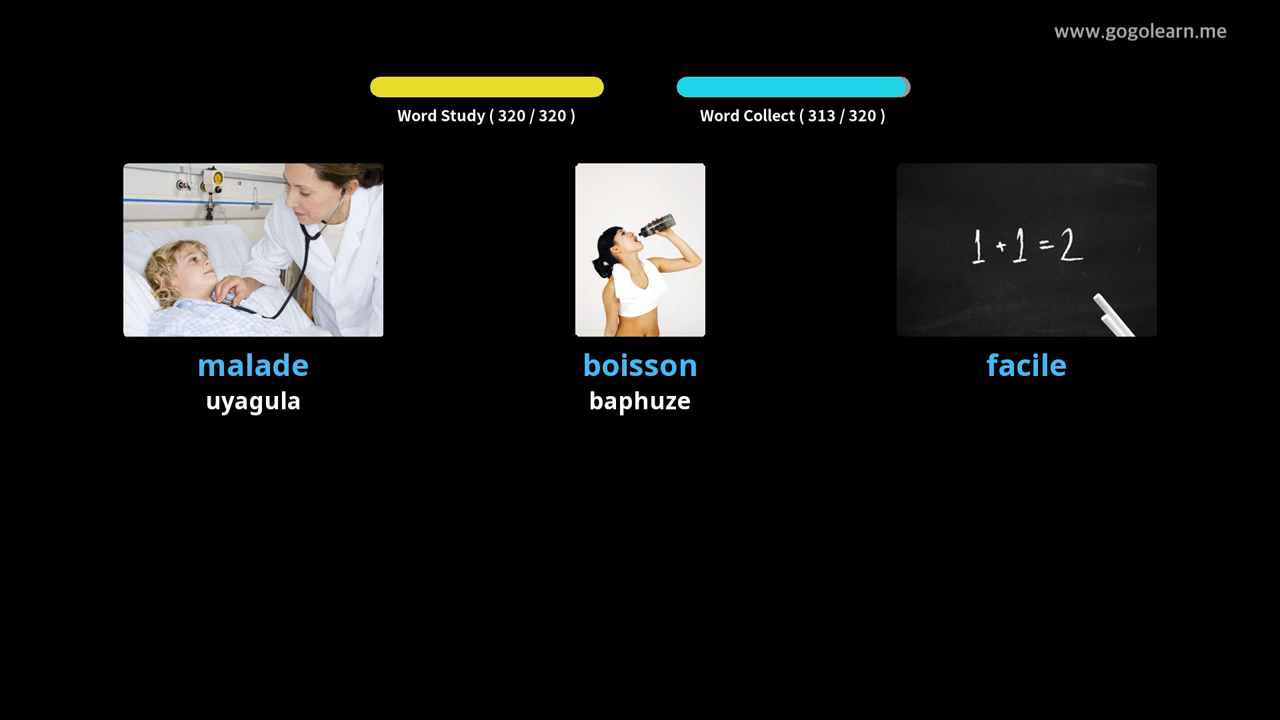 www.gogolearn.me
Word Study ( 320 / 320 )
Word Collect ( 313 / 320 )
1 + 1 = 2
malade
uyagula
boisson
baphuze
facile